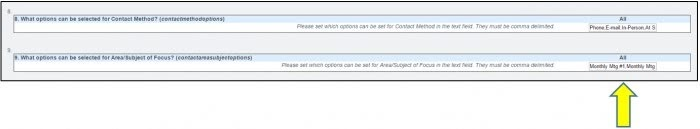 8.
8. What options can be selected for Contact Method? (contactmethodoptions) All
Please set which options can be set for Contact Method in the text field. They must be comma delimited. Phone,E-mail,In-Person,At S
9.
9. What options can be selected for Area/Subject of Focus? (contactareasubjectoptions) All
Please set which options can be set for Area/Subject of Focus in the text field. They must be comma delimited. Monthly Mtg #1,Monthly Mtg